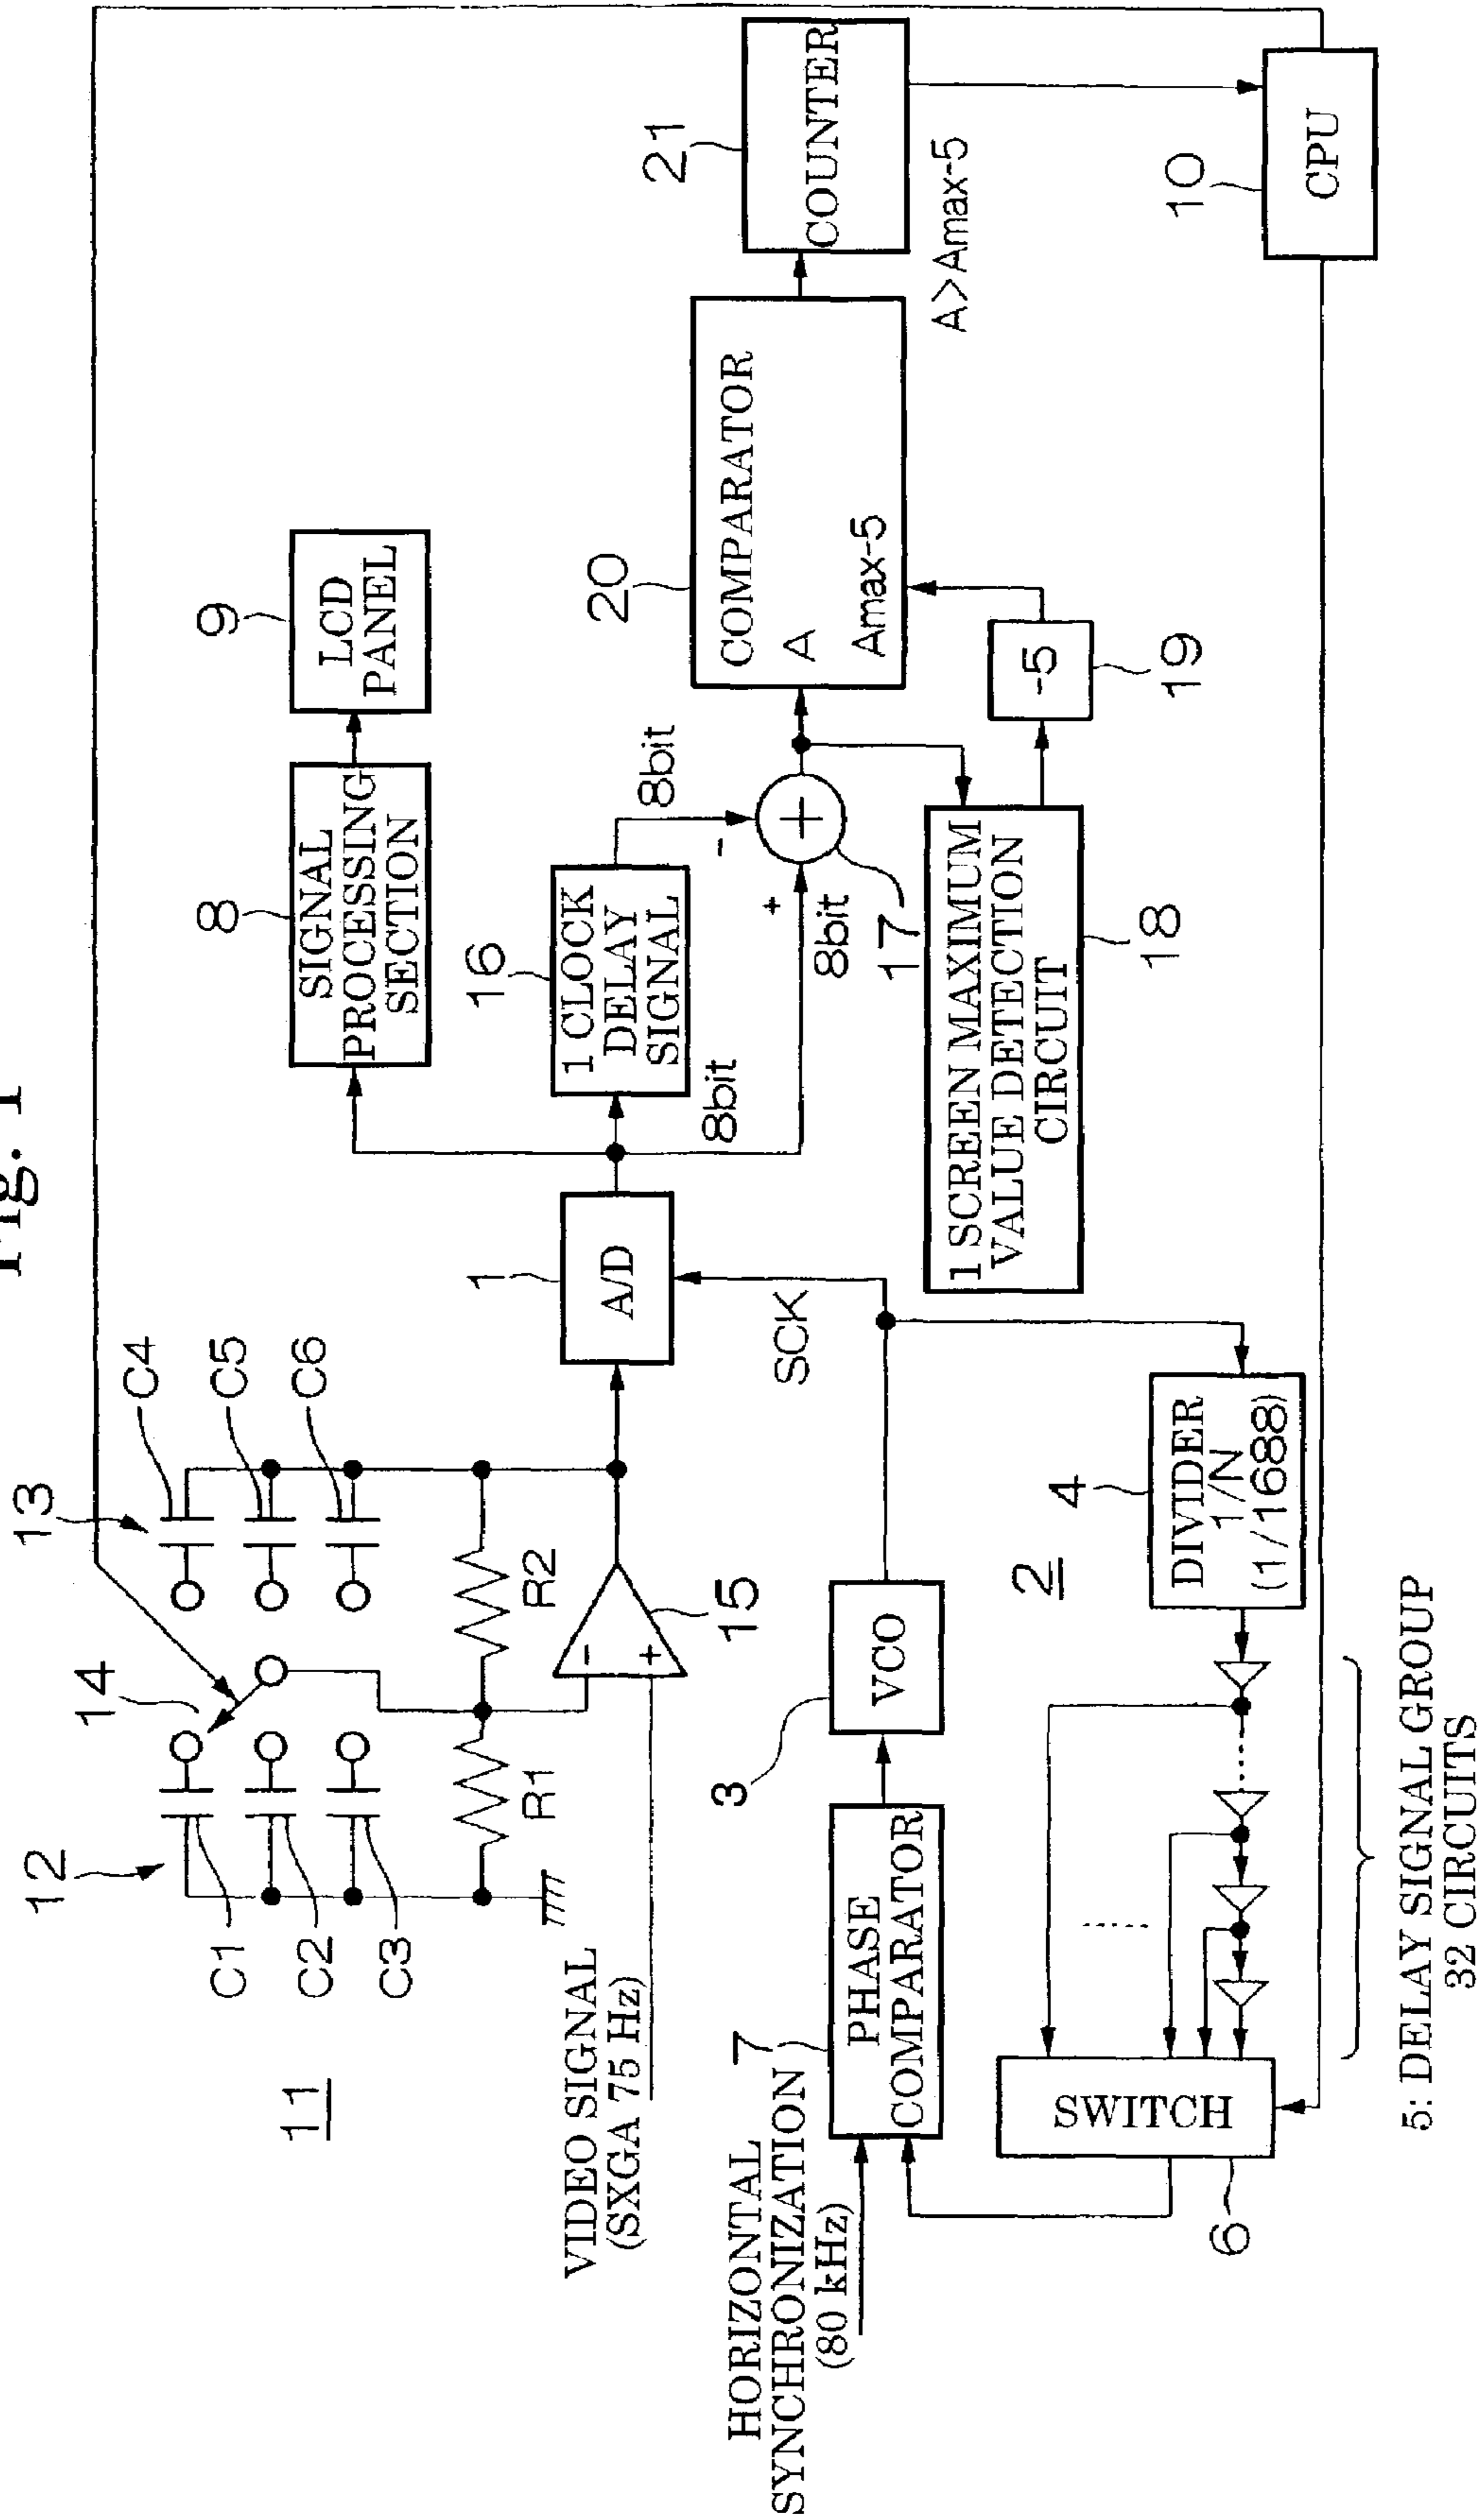 Fig. 1
11
12
13
14
C1
C2
C3
C4
C5
C6
R1
R2
15
VIDEO SIGNAL
(SXGA 75 Hz)
1
A/D
SCK
8
SIGNAL
PROCESSING
SECTION
9
LCD
PANEL
16
1 CLOCK
DELAY
SIGNAL
8bit
8bit
8bit
-
+
+
-
+
17
1 SCREEN MAXIMUM
VALUE DETECTION
CIRCUIT
18
-5
19
20
COMPARATOR
A
Amax-5
21
COUNTER
A>Amax-5
10
CPU
HORIZONTAL
SYNCHRONIZATION
(80 kHz)
7
PHASE
COMPARATOR
3
VCO
2
4
DIVIDER
1/N
(1/1688)
SWITCH
6
5: DELAY SIGNAL GROUP
32 CIRCUITS